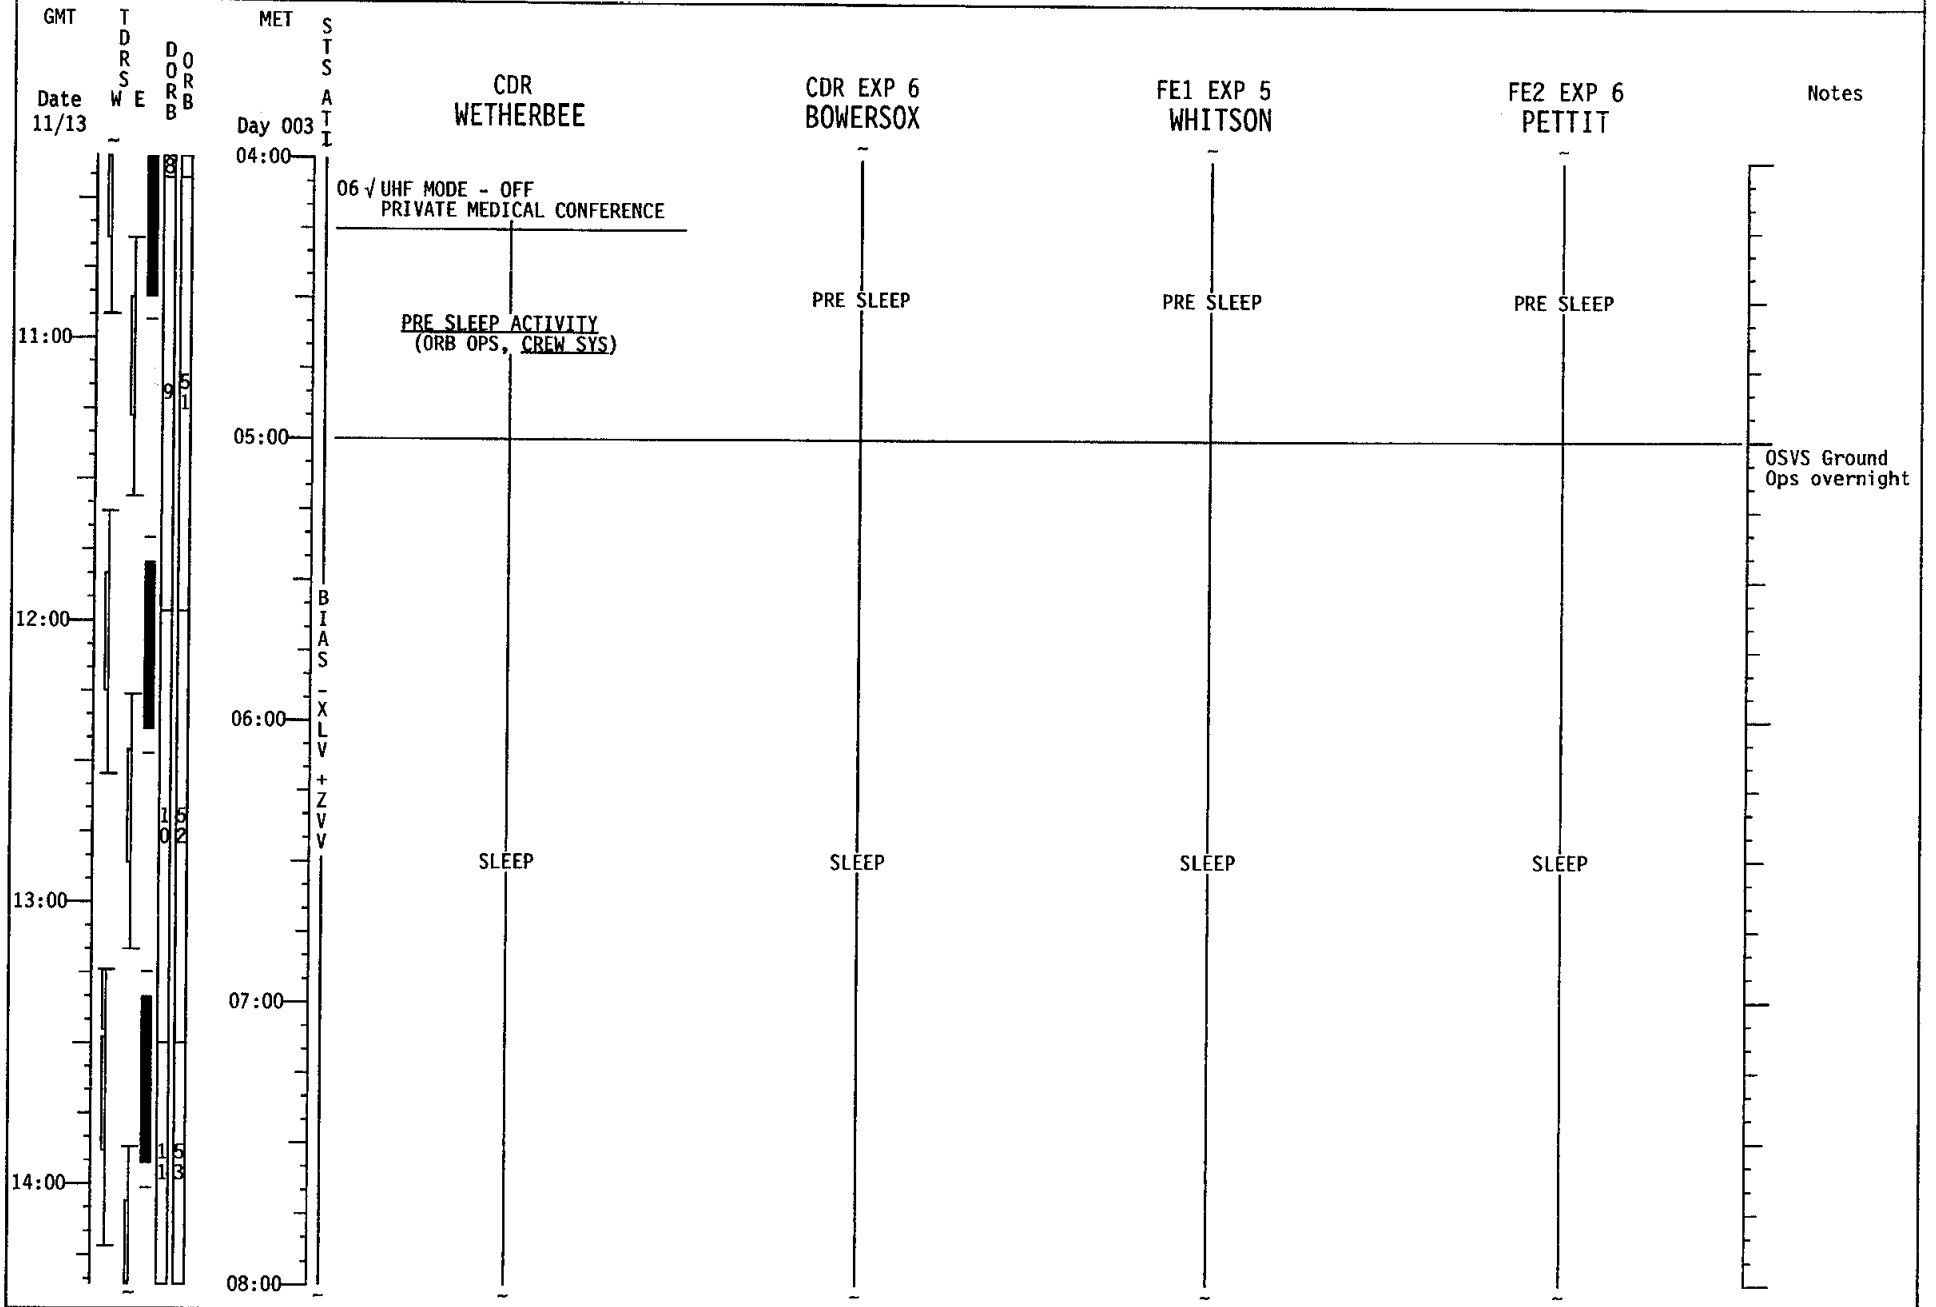 GMT
TDRS
W E
DORB
ORB
MET
STS ATT
Date
11/13
Day 003
CDR
WETHERBEE
CDR EXP 6
BOWERSOX
FE1 EXP 5
WHITSON
FE2 EXP 6
PETTIT
Notes
04:00
06 √ UHF MODE - OFF
PRIVATE MEDICAL CONFERENCE
PRE SLEEP
PRE SLEEP
PRE SLEEP
PRE SLEEP ACTIVITY
(ORB OPS, CREW SYS)
11:00
9
51
05:00
OSVS Ground
Ops overnight
BIAS -XLV +ZVV
12:00
06:00
10
52
SLEEP
SLEEP
SLEEP
SLEEP
13:00
07:00
11
53
14:00
08:00